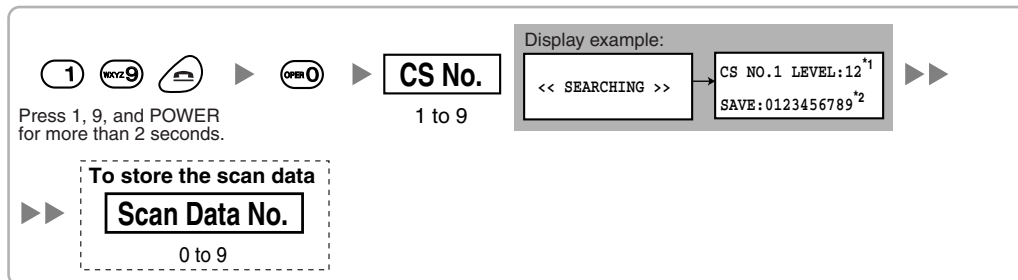 Display example:
1) WXYZ 9 OPER 0 CS No. << SEARCHING >> CS NO.1 LEVEL:12*1
SAVE:0123456789*2
Press 1, 9, and POWER
for more than 2 seconds.
1 to 9
To store the scan data
Scan Data No.
0 to 9